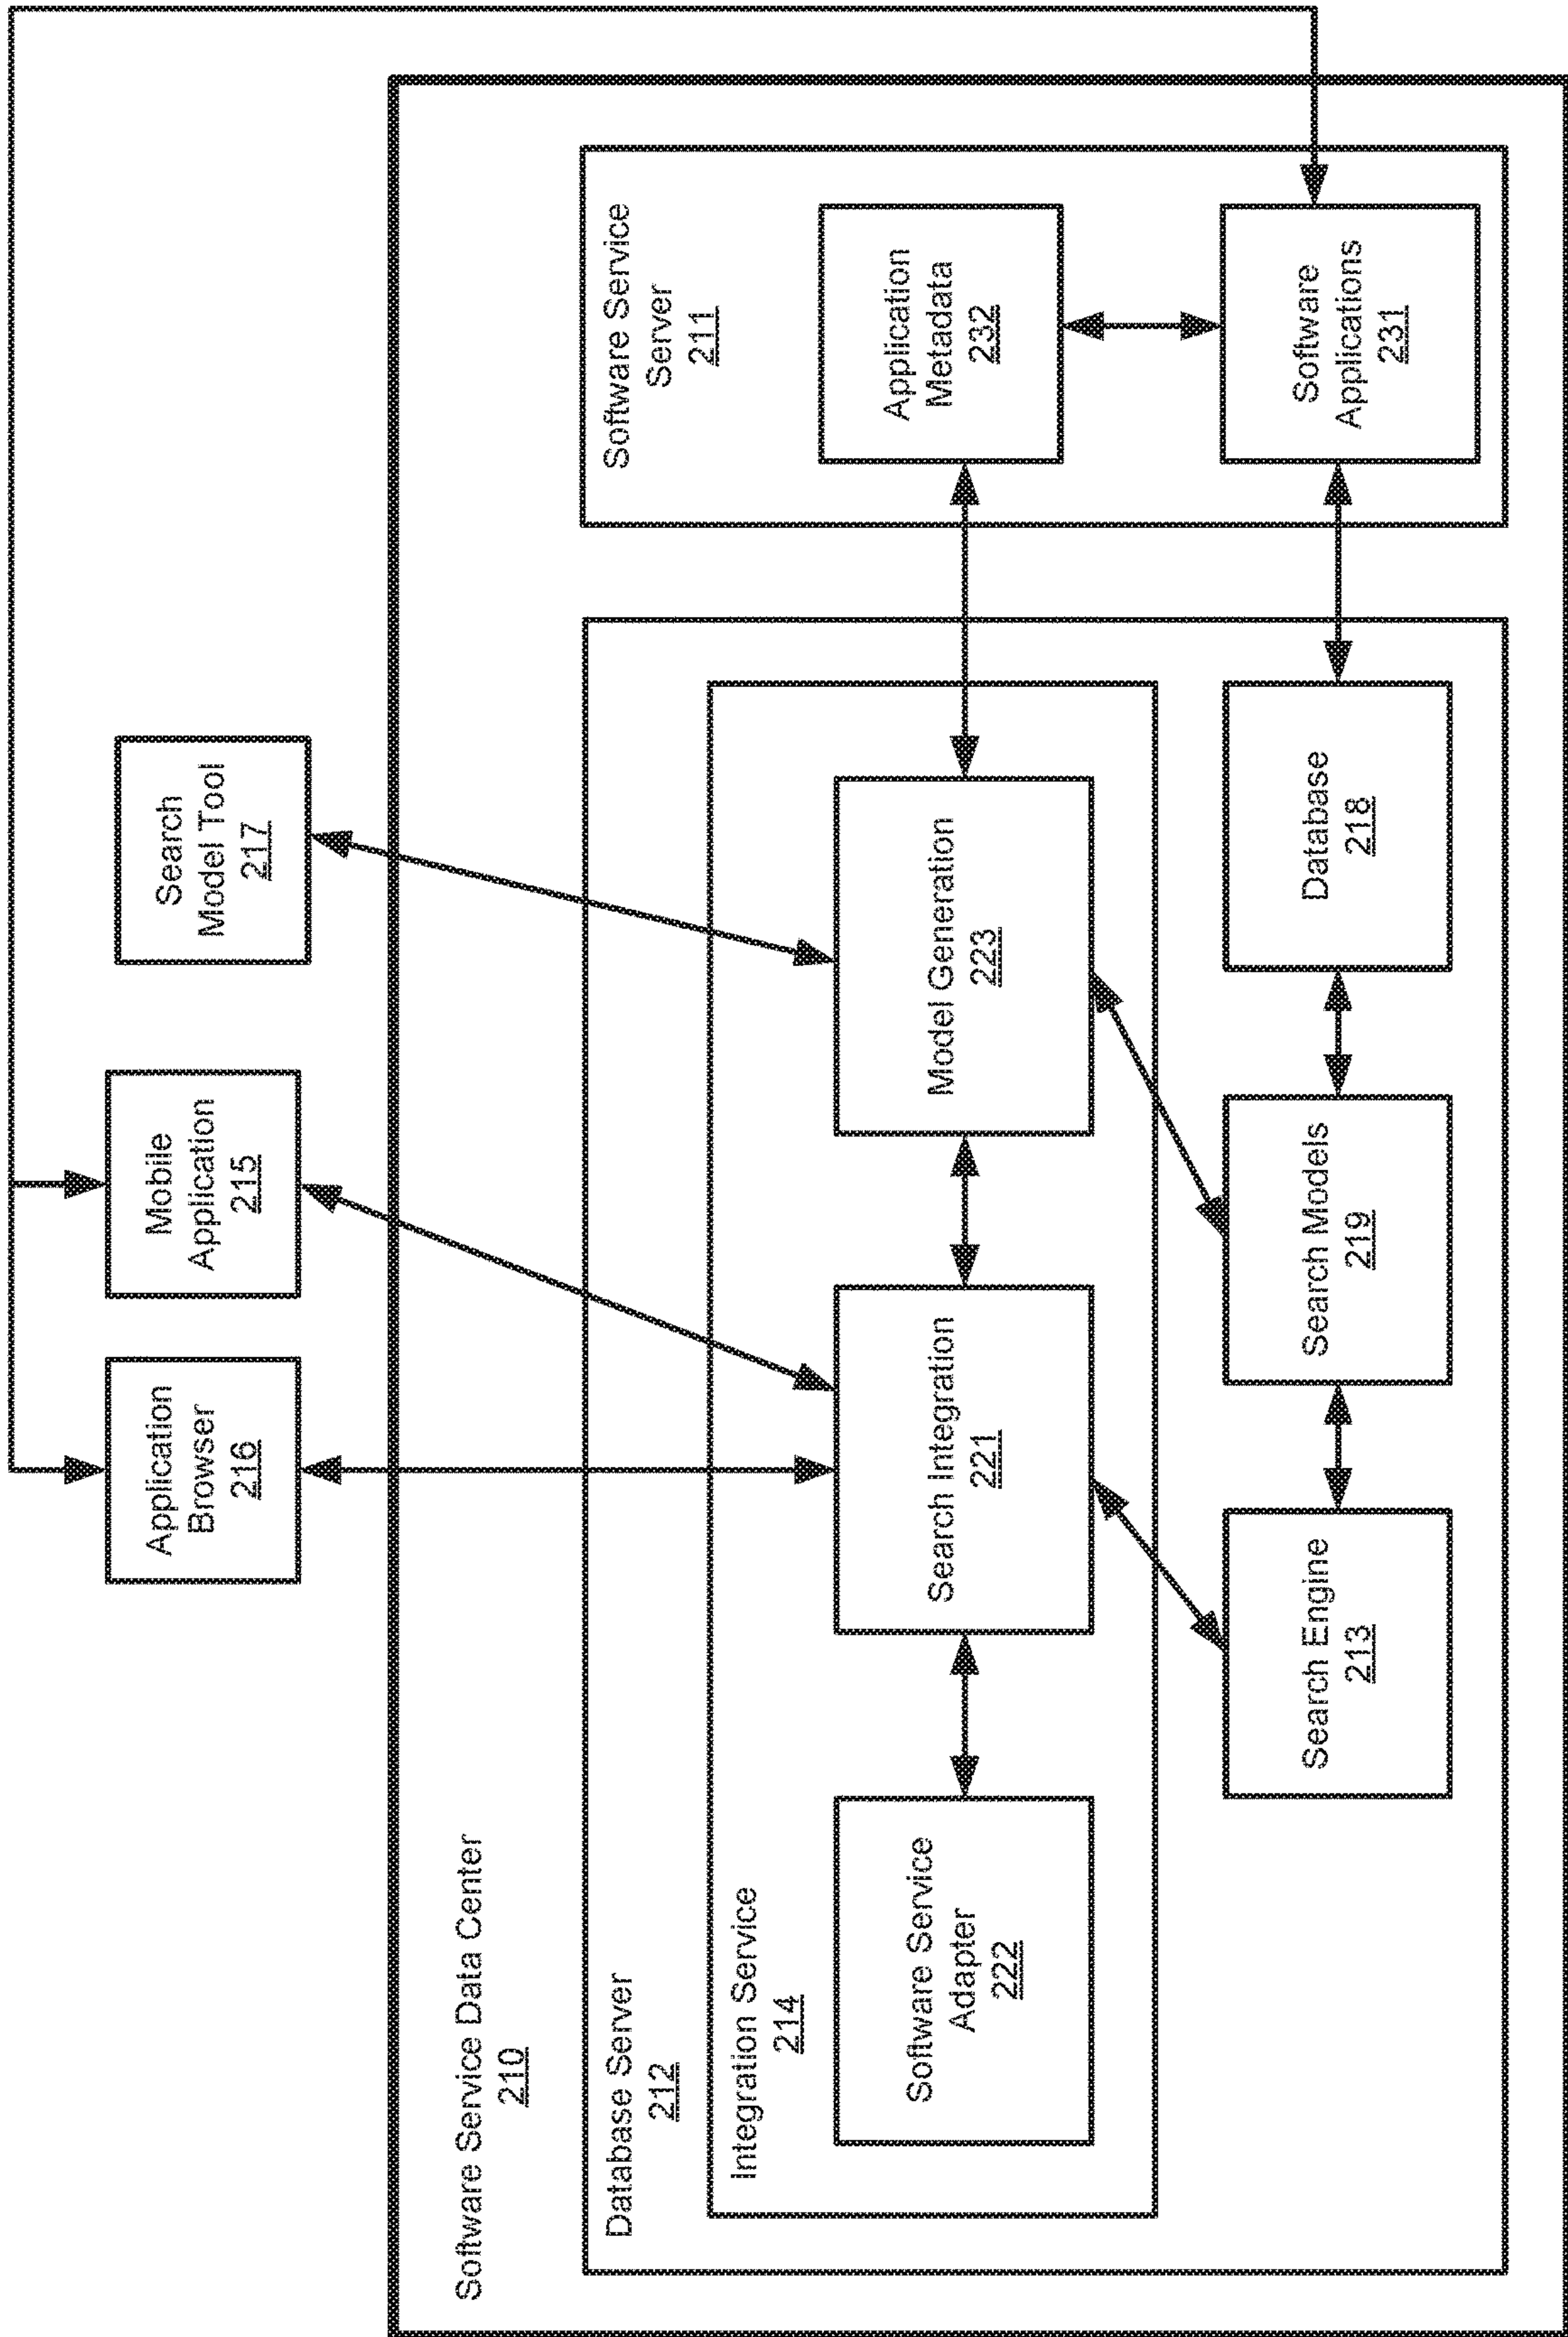 Application
Browser
216
Mobile
Application
215
Search
Model Tool
217
Software Service Data Center
210
Database Server
212
Integration Service
214
Software Service
Adapter
222
Search Integration
221
Model Generation
223
Search Engine
213
Search Models
219
Database
218
Software Service
Server
211
Application
Metadata
232
Software
Applications
231